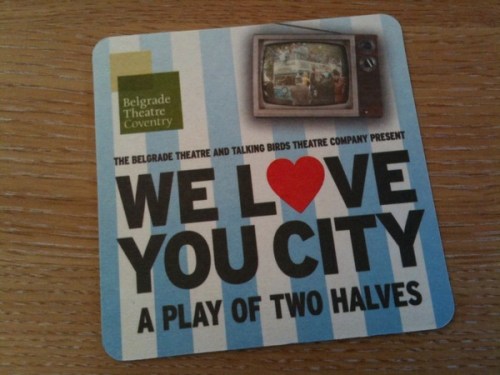 Belgrade
Theatre
Coventry
THE BELGRADE THEATRE AND TALKING BIRDS THEATRE COMPANY PRESENT
WE L❤VE
YOU CITY
A PLAY OF TWO HALVES